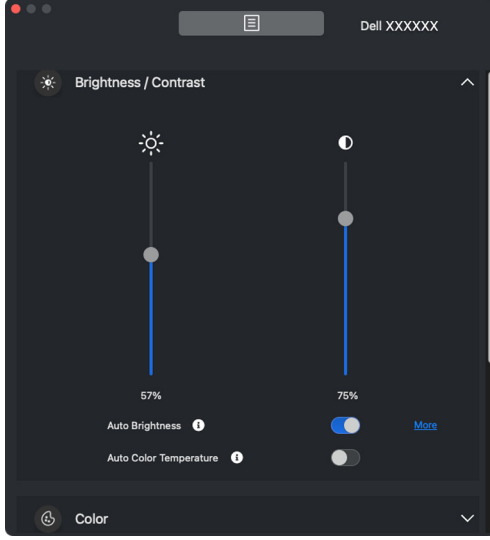 Dell XXXXXX
Brightness / Contrast
57%
75%
Auto Brightness
More
Auto Color Temperature
Color